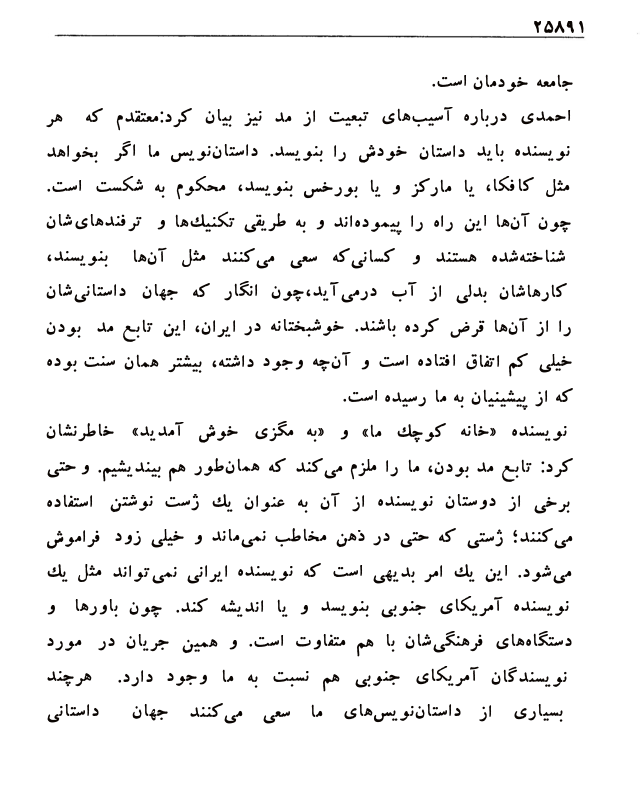 ۲۵۸۹۱
جامعه خودمان است.
احمدی درباره آسیب‌های تبعیت از مد نیز بیان کرد:معتقدم که هر
نویسنده باید داستان خودش را بنویسد. داستان‌نویس ما اگر بخواهد
مثل کافکا، یا مارکز و یا بورخس بنویسد، محکوم به شکست است.
چون آن‌ها این راه را پیموده‌اند و به طریقی تکنیك‌ها و ترفندهای‌شان
شناخته‌شده هستند و کسانی‌که سعی می‌کنند مثل آن‌ها بنویسند،
کارهاشان بدلی از آب درمی‌آید،چون انگار که جهان داستانی‌شان
را از آن‌ها قرض کرده باشند. خوشبختانه در ایران، این تابع مد بودن
خیلی کم اتفاق افتاده است و آن‌چه وجود داشته، بیشتر همان سنت بوده
که از پیشینیان به ما رسیده است.
نویسنده «خانه کوچك ما» و «به مگزی خوش آمدید» خاطرنشان
کرد: تابع مد بودن، ما را ملزم می‌کند که همان‌طور هم بیندیشیم. و حتی
برخی از دوستان نویسنده از آن به عنوان یك ژست نوشتن استفاده
می‌کنند؛ ژستی که حتی در ذهن مخاطب نمی‌ماند و خیلی زود فراموش
می‌شود. این یك امر بدیهی است که نویسنده ایرانی نمی‌تواند مثل یك
نویسنده آمریکای جنوبی بنویسد و یا اندیشه کند. چون باورها و
دستگاه‌های فرهنگی‌شان با هم متفاوت است. و همین جریان در مورد
نویسندگان آمریکای جنوبی هم نسبت به ما وجود دارد. هرچند
بسیاری از داستان‌نویس‌های ما سعی می‌کنند جهان داستانی